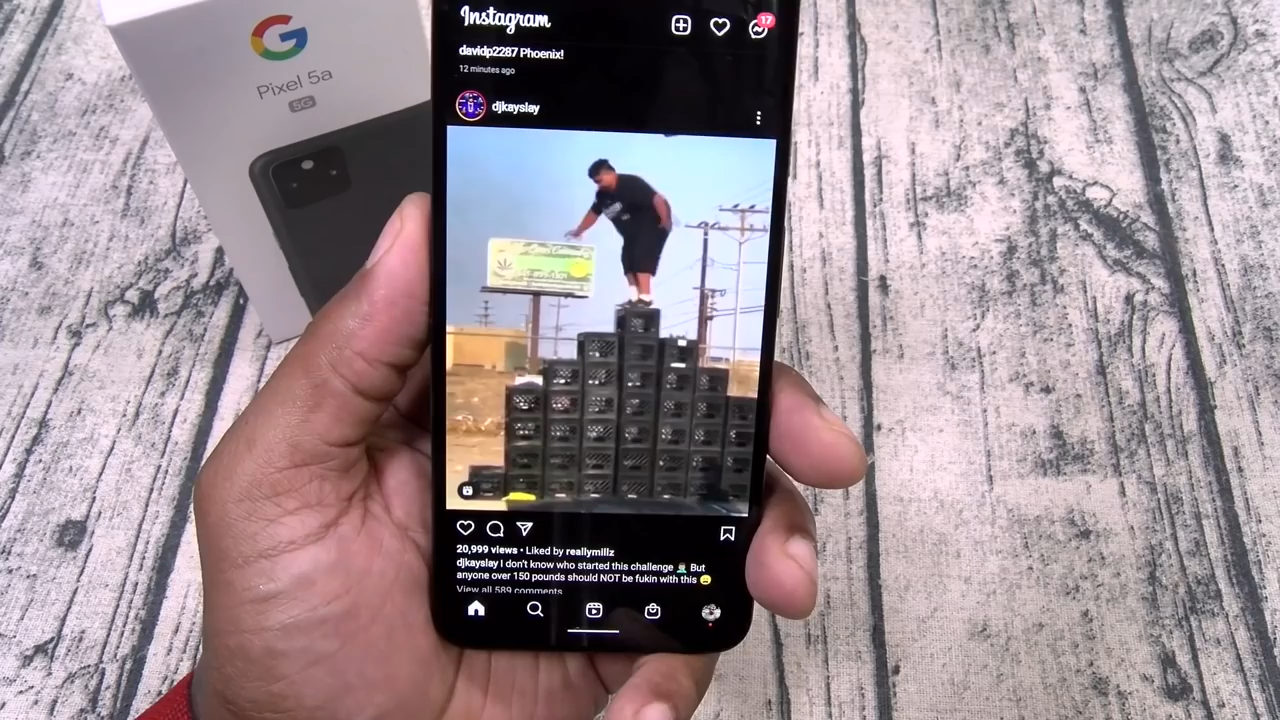 Pixel 5a
5G
Instagram
17
davidp2287 Phoenix!
12 minutes ago
djkayslay
20,999 views • Liked by reallymillz
djkayslay I don't know who started this challenge 🤦🏽‍♂️ But
anyone over 150 pounds should NOT be fukin with this 😩
View all 589 comments